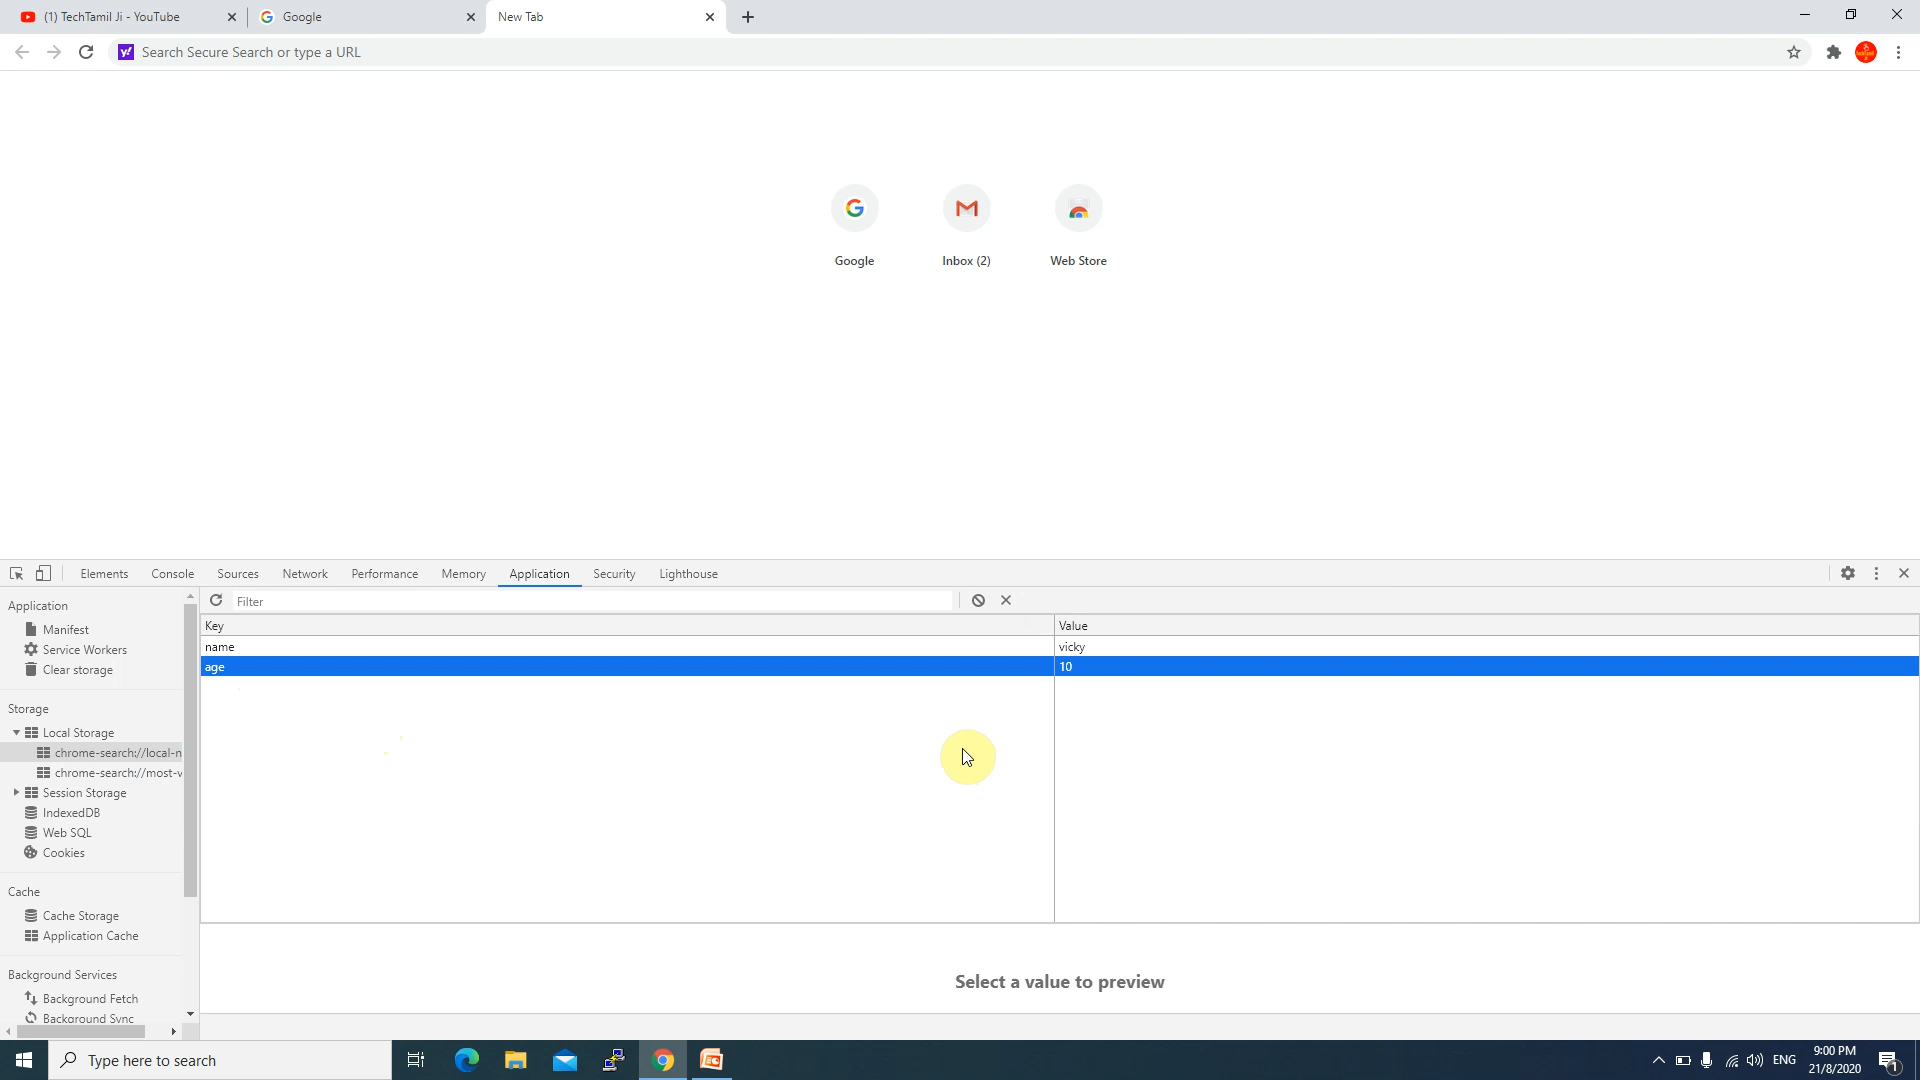 (1) TechTamil Ji - YouTube
Google
New Tab
Search Secure Search or type a URL
Google
Inbox (2)
Web Store
Elements
Console
Sources
Network
Performance
Memory
Application
Security
Lighthouse
Application
Manifest
Service Workers
Clear storage
Storage
Local Storage
chrome-search://local-n
chrome-search://most-v
Session Storage
IndexedDB
Web SQL
Cookies
Cache
Cache Storage
Application Cache
Background Services
Background Fetch
Background Sync
Filter
Key
Value
name
vicky
age
10
Select a value to preview
Type here to search
ENG
9:00 PM
21/8/2020
1